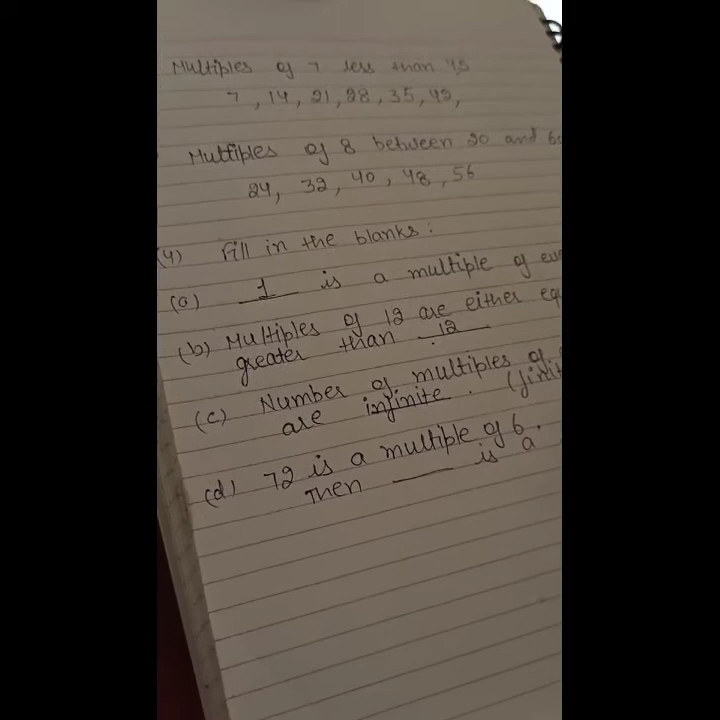 Multiples of 7 less than 45
7, 14, 21, 28, 35, 42,
Multiples of 8 between 20 and
24, 32, 40, 48, 56
(4) Fill in the blanks:
(a) 1 is a multiple of
(b) Multiples of 12 are either
greater than 12
(c) Number of multiples of
are infinite.
(d) 72 is a multiple of 6.
Then ____ is a